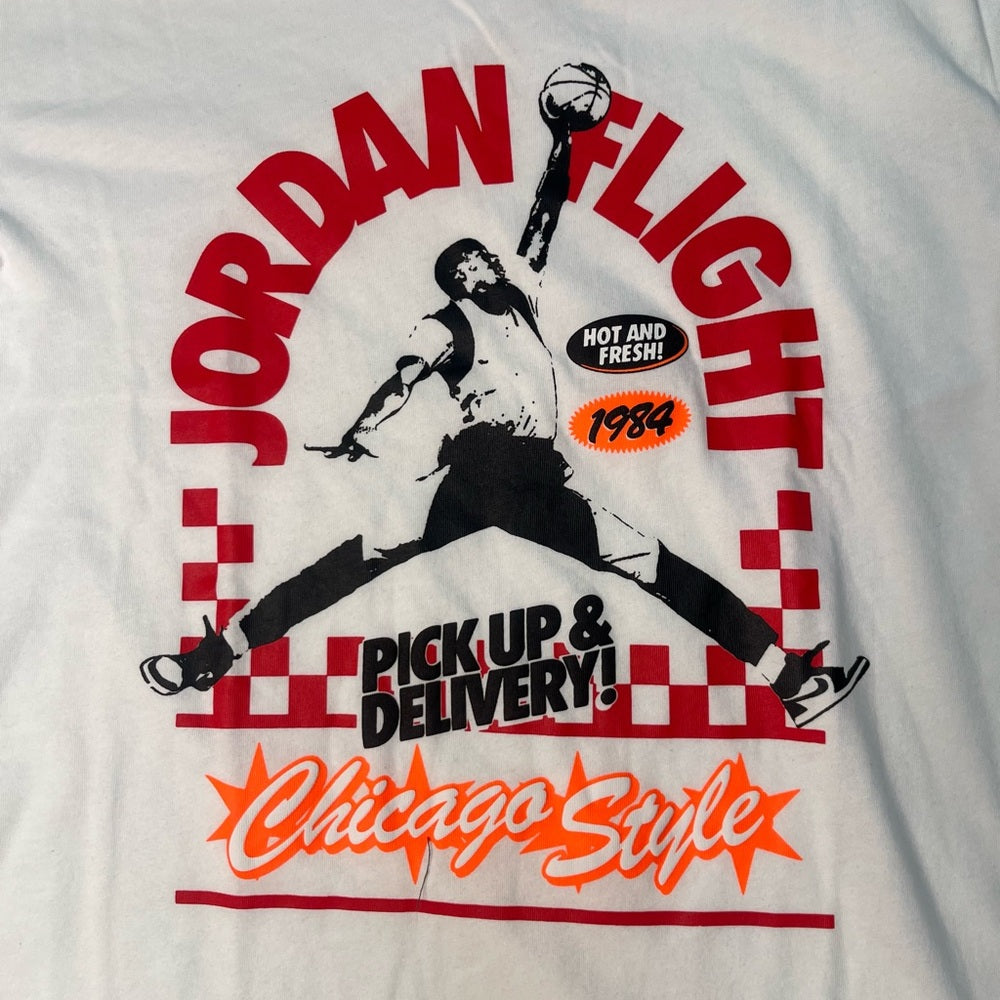 JORDAN FLIGHT
HOT AND
FRESH!
1984
PICK UP &
DELIVERY!
Chicago Style